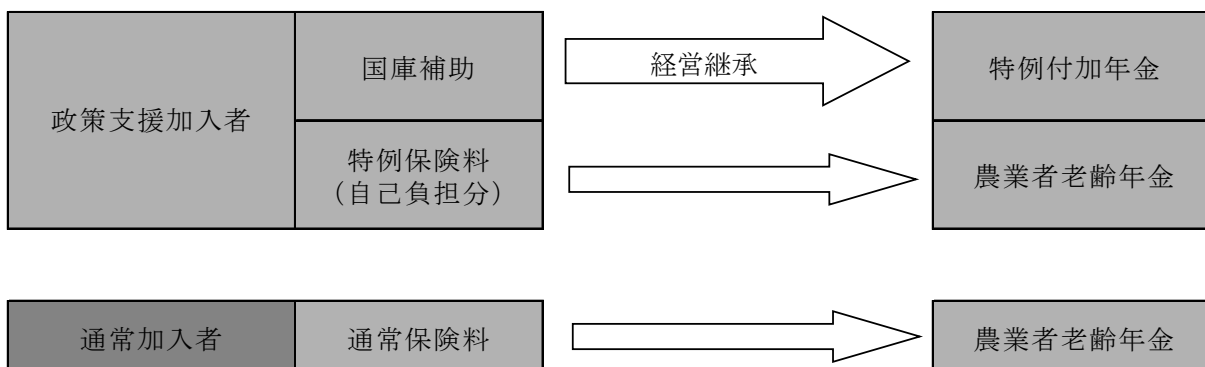 国庫補助
経営継承
特例付加年金
政策支援加入者
特例保険料
（自己負担分）
農業者老齢年金
通常加入者
通常保険料
農業者老齢年金